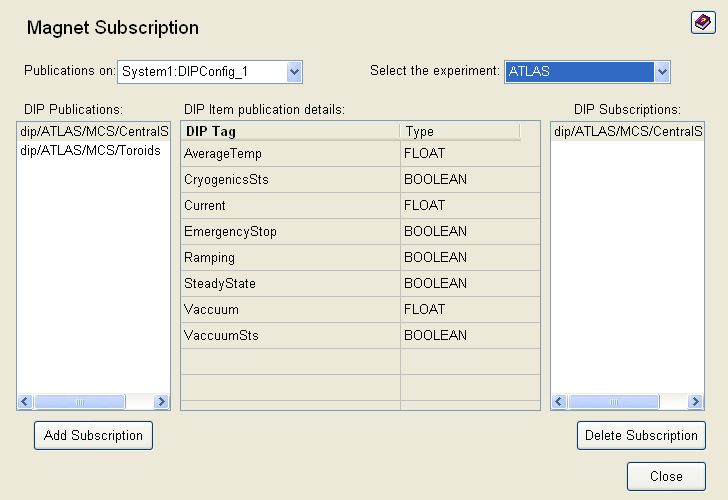 Magnet Subscription
Publications on: System1:DIPConfig_1
Select the experiment: ATLAS
DIP Publications:
dip/ATLAS/MCS/CentralS
dip/ATLAS/MCS/Toroids
DIP Item publication details:
DIP Tag Type
AverageTemp FLOAT
CryogenicsSts BOOLEAN
Current FLOAT
EmergencyStop BOOLEAN
Ramping BOOLEAN
SteadyState BOOLEAN
Vaccuum FLOAT
VaccuumSts BOOLEAN
DIP Subscriptions:
dip/ATLAS/MCS/CentralS
Add Subscription
Delete Subscription
Close